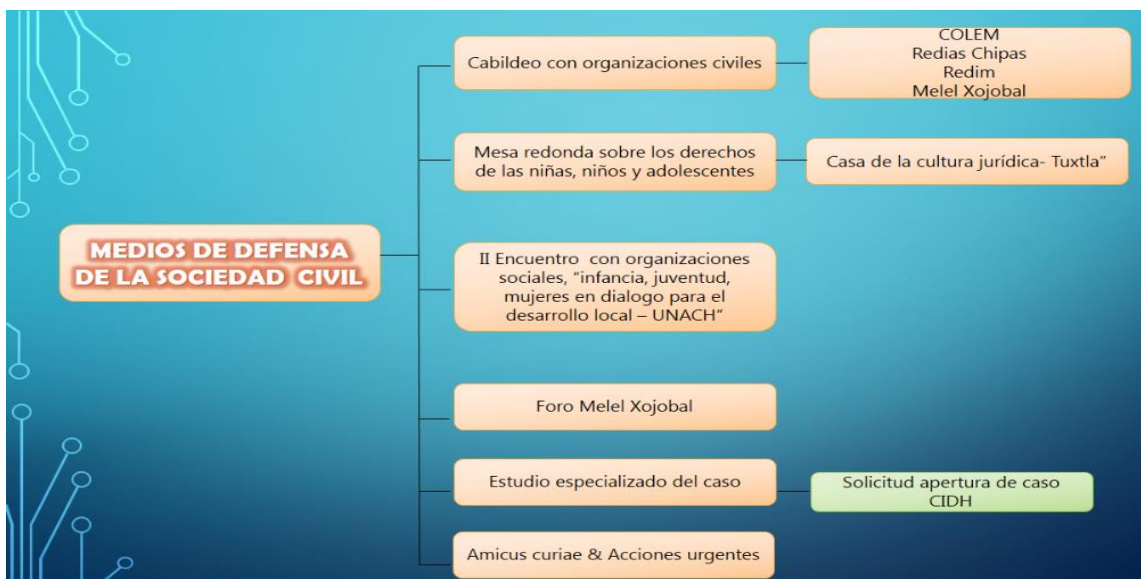 MEDIOS DE DEFENSA
DE LA SOCIEDAD CIVIL
Cabildeo con organizaciones civiles
COLEM
Redias Chipas
Redim
Melel Xojobal
Mesa redonda sobre los derechos
de las niñas, niños y adolescentes
Casa de la cultura jurídica- Tuxtla”
II Encuentro con organizaciones
sociales, “infancia, juventud,
mujeres en dialogo para el
desarrollo local – UNACH”
Foro Melel Xojobal
Estudio especializado del caso
Solicitud apertura de caso
CIDH
Amicus curiae & Acciones urgentes